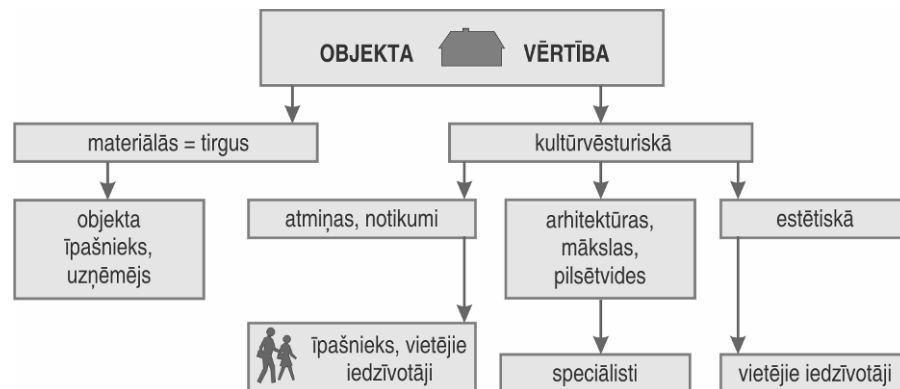 OBJEKTA VĒRTĪBA
materiālās = tirgus
kultūrvēsturiskā
objekta
īpašnieks,
uzņēmējs
atmiņas, notikumi
arhitektūras,
mākslas,
pilsētvides
estētiskā
īpašnieks, vietējie
iedzīvotāji
speciālisti
vietējie iedzīvotāji